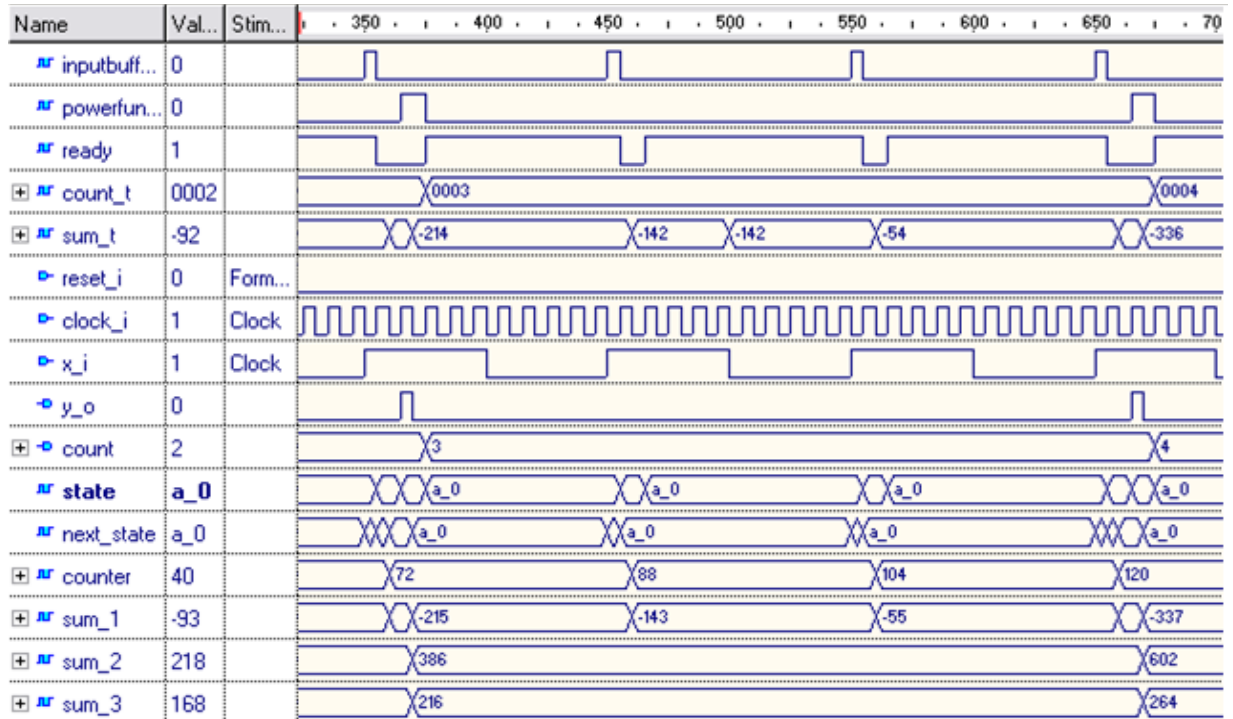 Name Val... Stim... 350 400 450 500 550 600 650 70
inputbuff... 0
powerfun... 0
ready 1
count_t 0002 0003 0004
sum_t -92 -214 -142 -142 -54 -336
reset_i 0 Form...
clock_i 1 Clock
x_i 1 Clock
y_o 0
count 2 3 4
state a_0 a_0 a_0 a_0 a_0
next_state a_0 a_0 a_0 a_0 a_0
counter 40 72 88 104 120
sum_1 -93 -215 -143 -55 -337
sum_2 218 386 602
sum_3 168 216 264